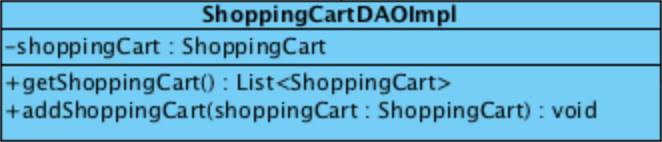 ShoppingCartDAOImpl
-shoppingCart : ShoppingCart
+getShoppingCart() : List<ShoppingCart>
+addShoppingCart(shoppingCart : ShoppingCart) : void